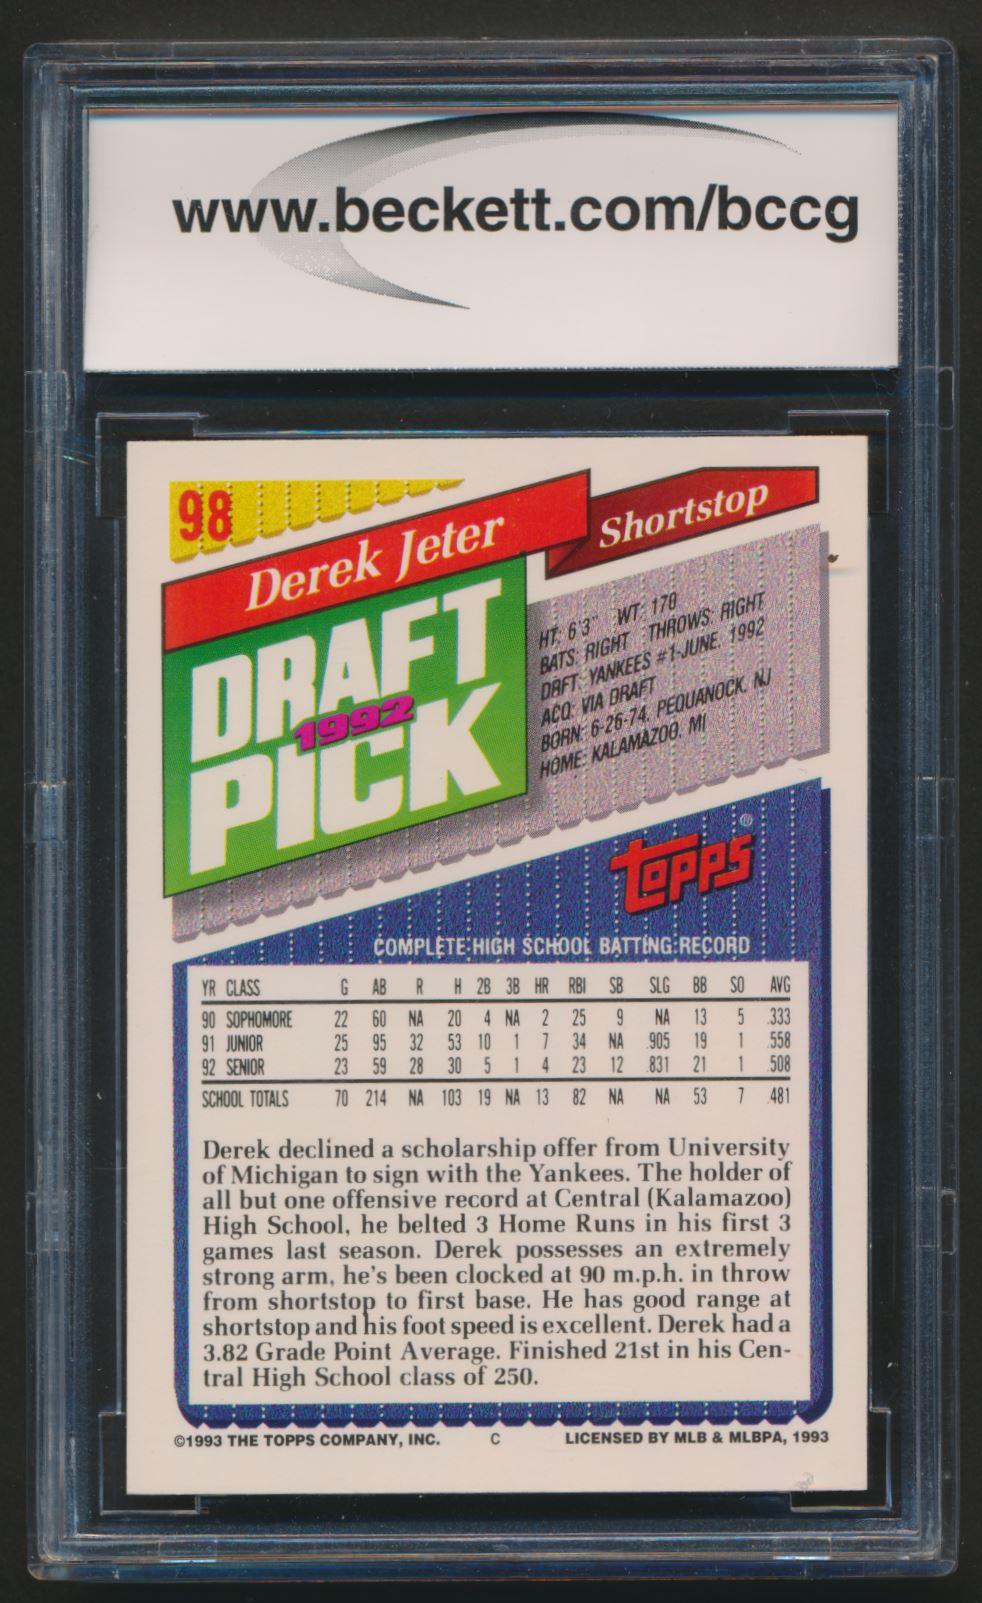 www.beckett.com/bccg
98
Derek Jeter
Shortstop
DRAFT
1992
PICK
HT: 6'3" WT: 170
BATS: RIGHT THROWS: RIGHT
DRFT: YANKEES #1-JUNE, 1992
ACQ: VIA DRAFT
BORN: 6-26-74, PEQUANOCK, NJ
HOME: KALAMAZOO, MI
topps®
COMPLETE HIGH SCHOOL BATTING RECORD
YR CLASS G AB R H 2B 3B HR RBI SB SLG BB SO AVG
90 SOPHOMORE 22 60 NA 20 4 NA 2 25 9 NA 13 5 .333
91 JUNIOR 25 95 32 53 10 1 7 34 NA .905 19 1 .558
92 SENIOR 23 59 28 30 5 1 4 23 12 .831 21 1 .508
SCHOOL TOTALS 70 214 NA 103 19 NA 13 82 NA NA 53 7 .481
Derek declined a scholarship offer from University
of Michigan to sign with the Yankees. The holder of
all but one offensive record at Central (Kalamazoo)
High School, he belted 3 Home Runs in his first 3
games last season. Derek possesses an extremely
strong arm, he's been clocked at 90 m.p.h. in throw
from shortstop to first base. He has good range at
shortstop and his foot speed is excellent. Derek had a
3.82 Grade Point Average. Finished 21st in his Cen-
tral High School class of 250.
©1993 THE TOPPS COMPANY, INC. C LICENSED BY MLB & MLBPA, 1993